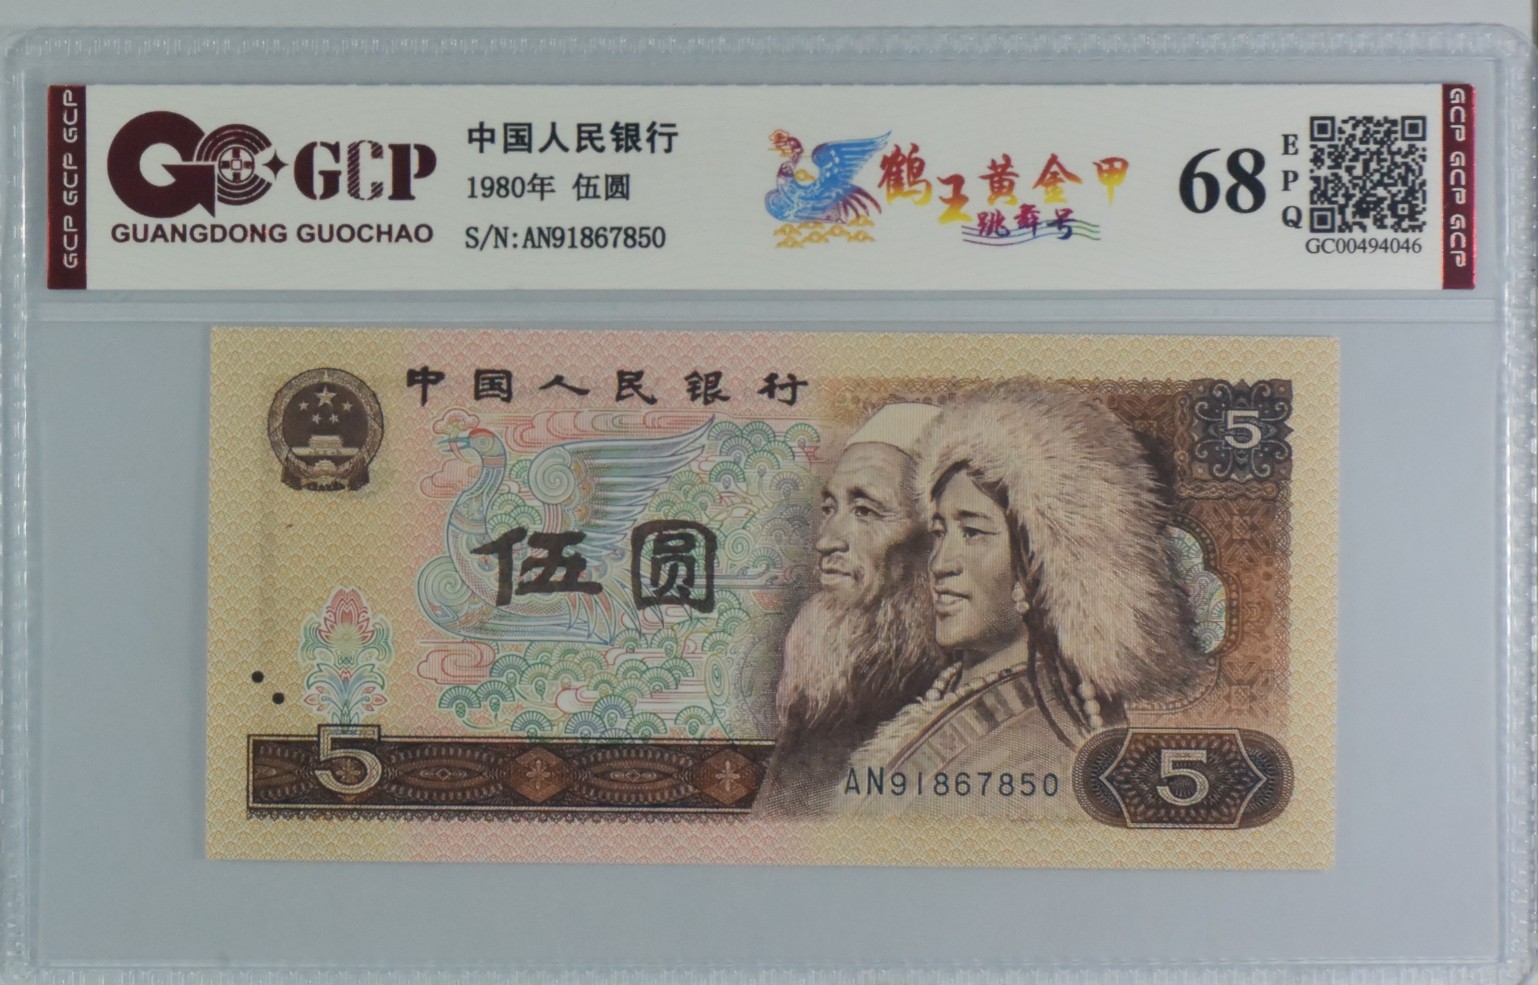 GCP GCP GCP
GCP
GUANGDONG GUOCHAO
中国人民银行
1980年 伍圆
S/N:AN91867850
鹤王黄金甲
跳舞号
68
EPQ
GC00494046
GCP GCP GCP
中国人民银行
5
伍圆
5
AN91867850
5